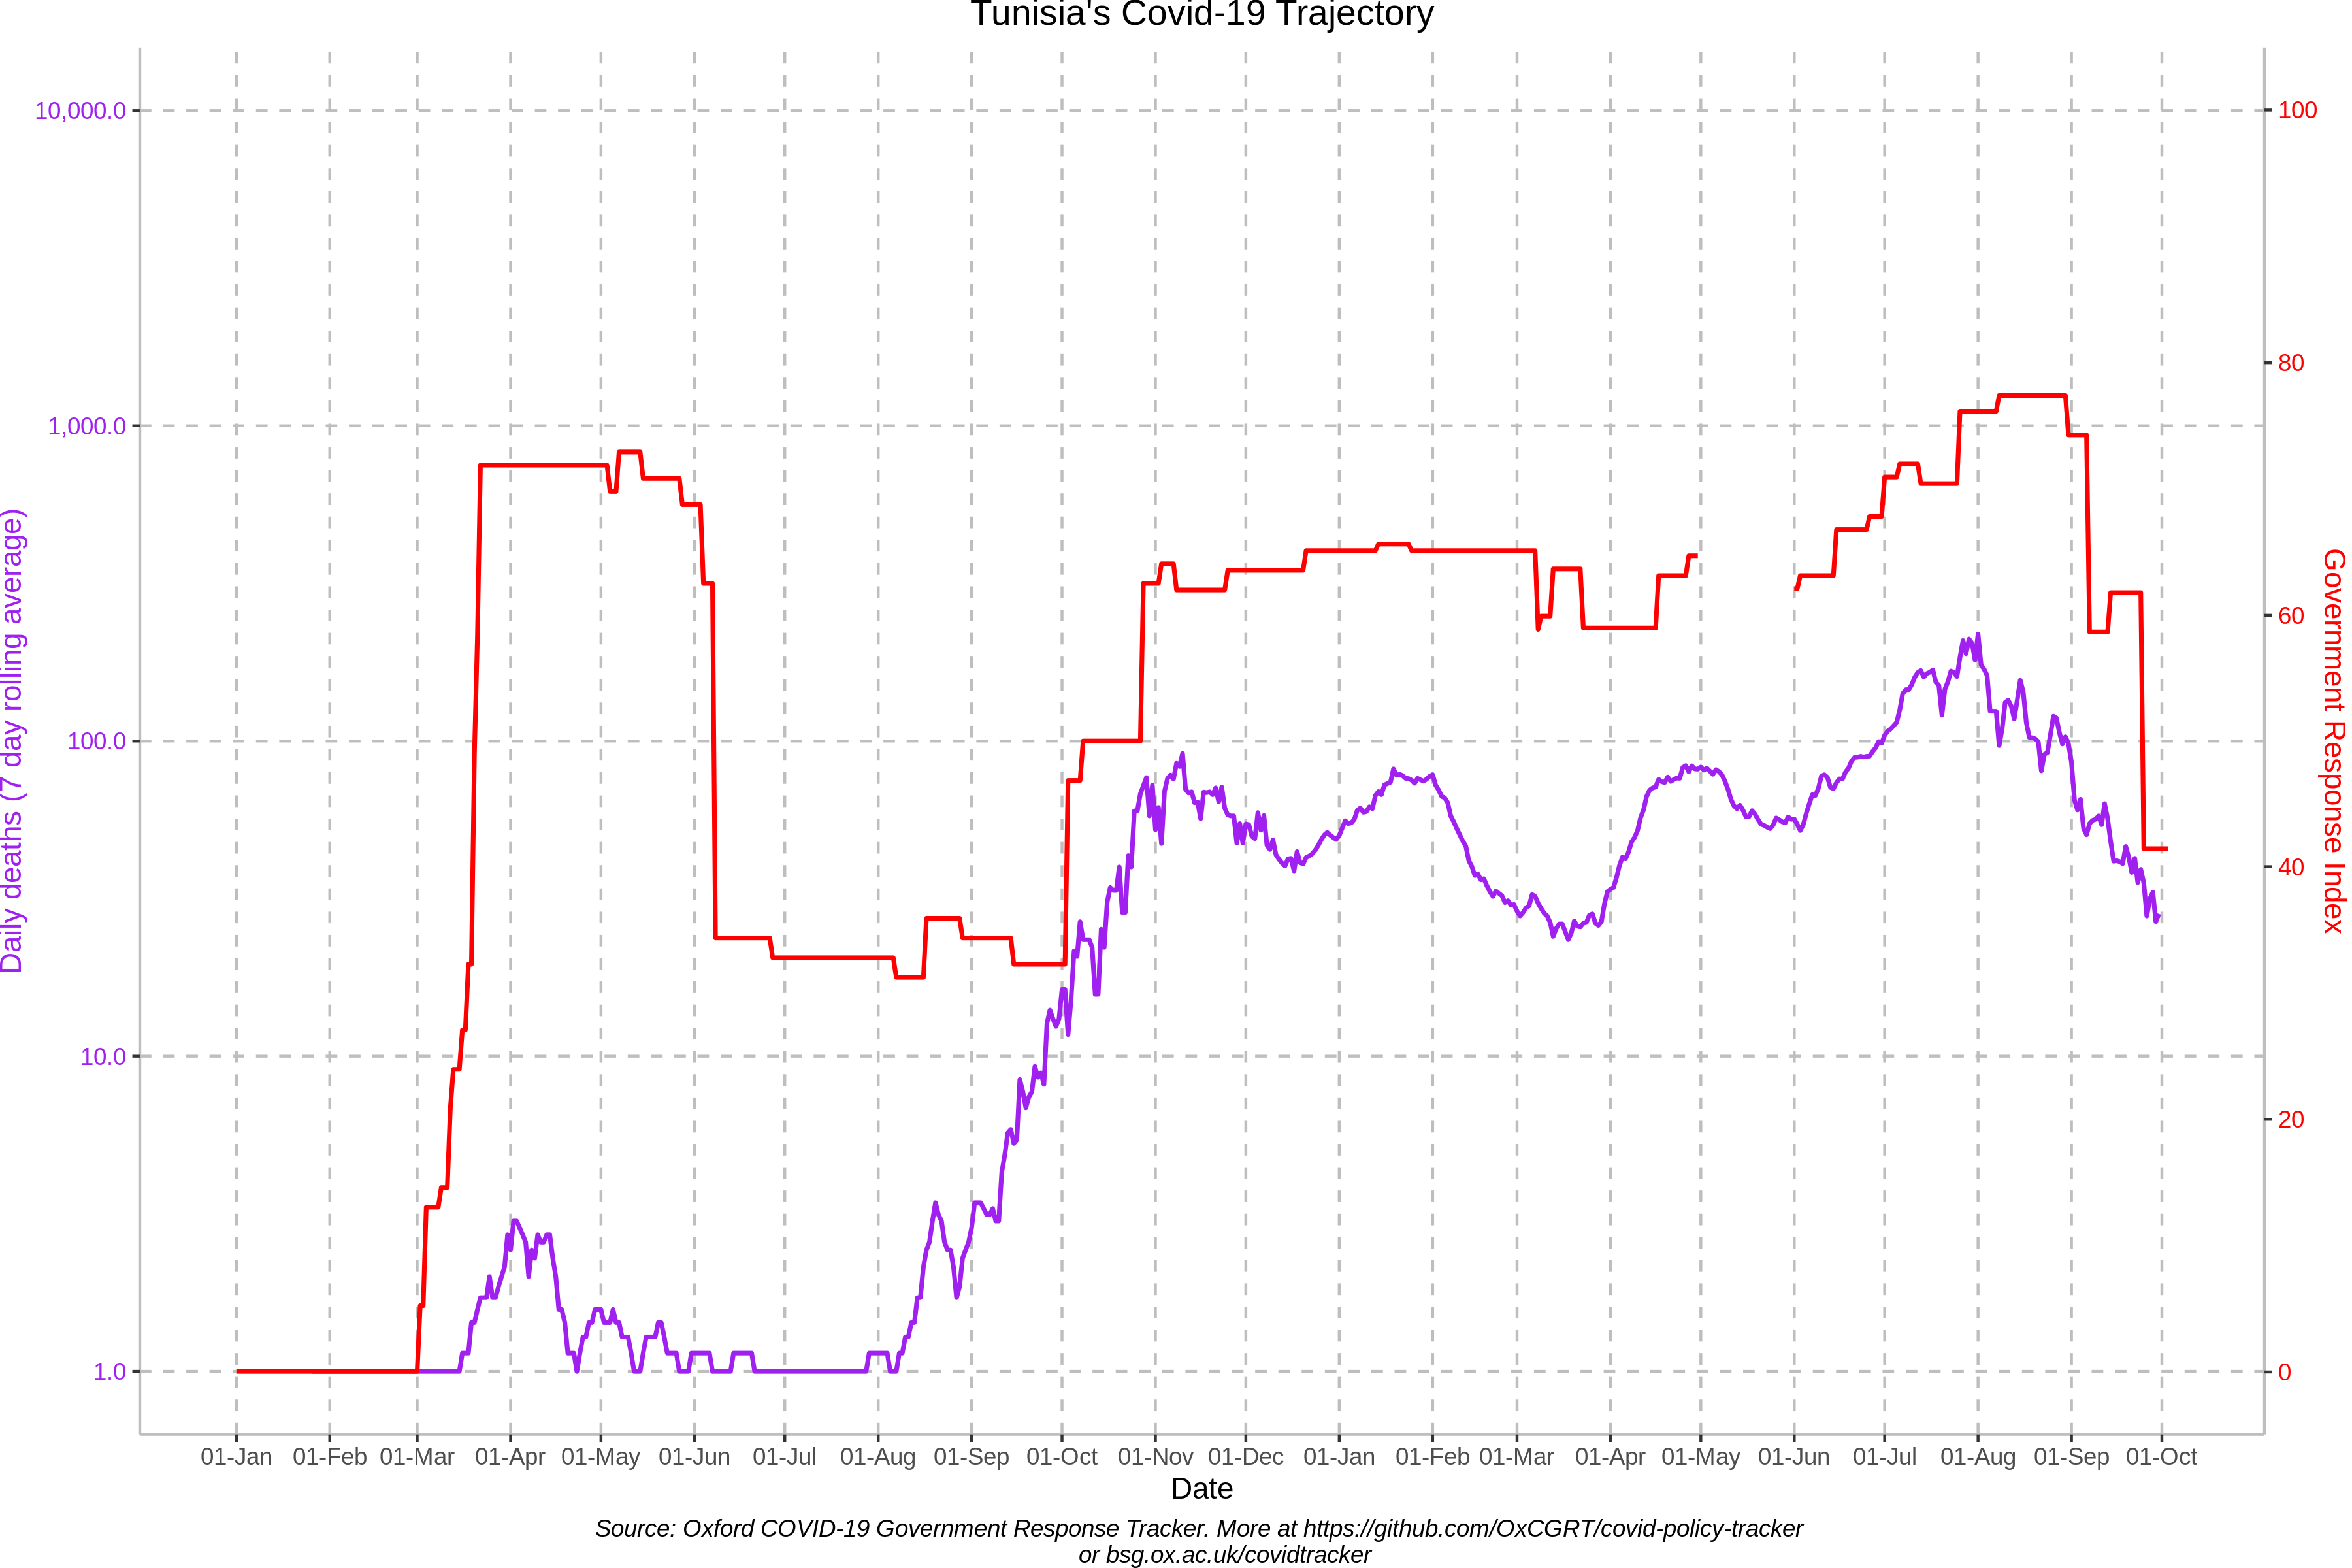 Tunisia's Covid-19 Trajectory
10,000.0
1,000.0
100.0
10.0
1.0
Daily deaths (7 day rolling average)
100
80
60
40
20
0
Government Response Index
01-Jan 01-Feb 01-Mar 01-Apr 01-May 01-Jun 01-Jul 01-Aug 01-Sep 01-Oct 01-Nov 01-Dec 01-Jan 01-Feb 01-Mar 01-Apr 01-May 01-Jun 01-Jul 01-Aug 01-Sep 01-Oct
Date
Source: Oxford COVID-19 Government Response Tracker. More at https://github.com/OxCGRT/covid-policy-tracker
or bsg.ox.ac.uk/covidtracker